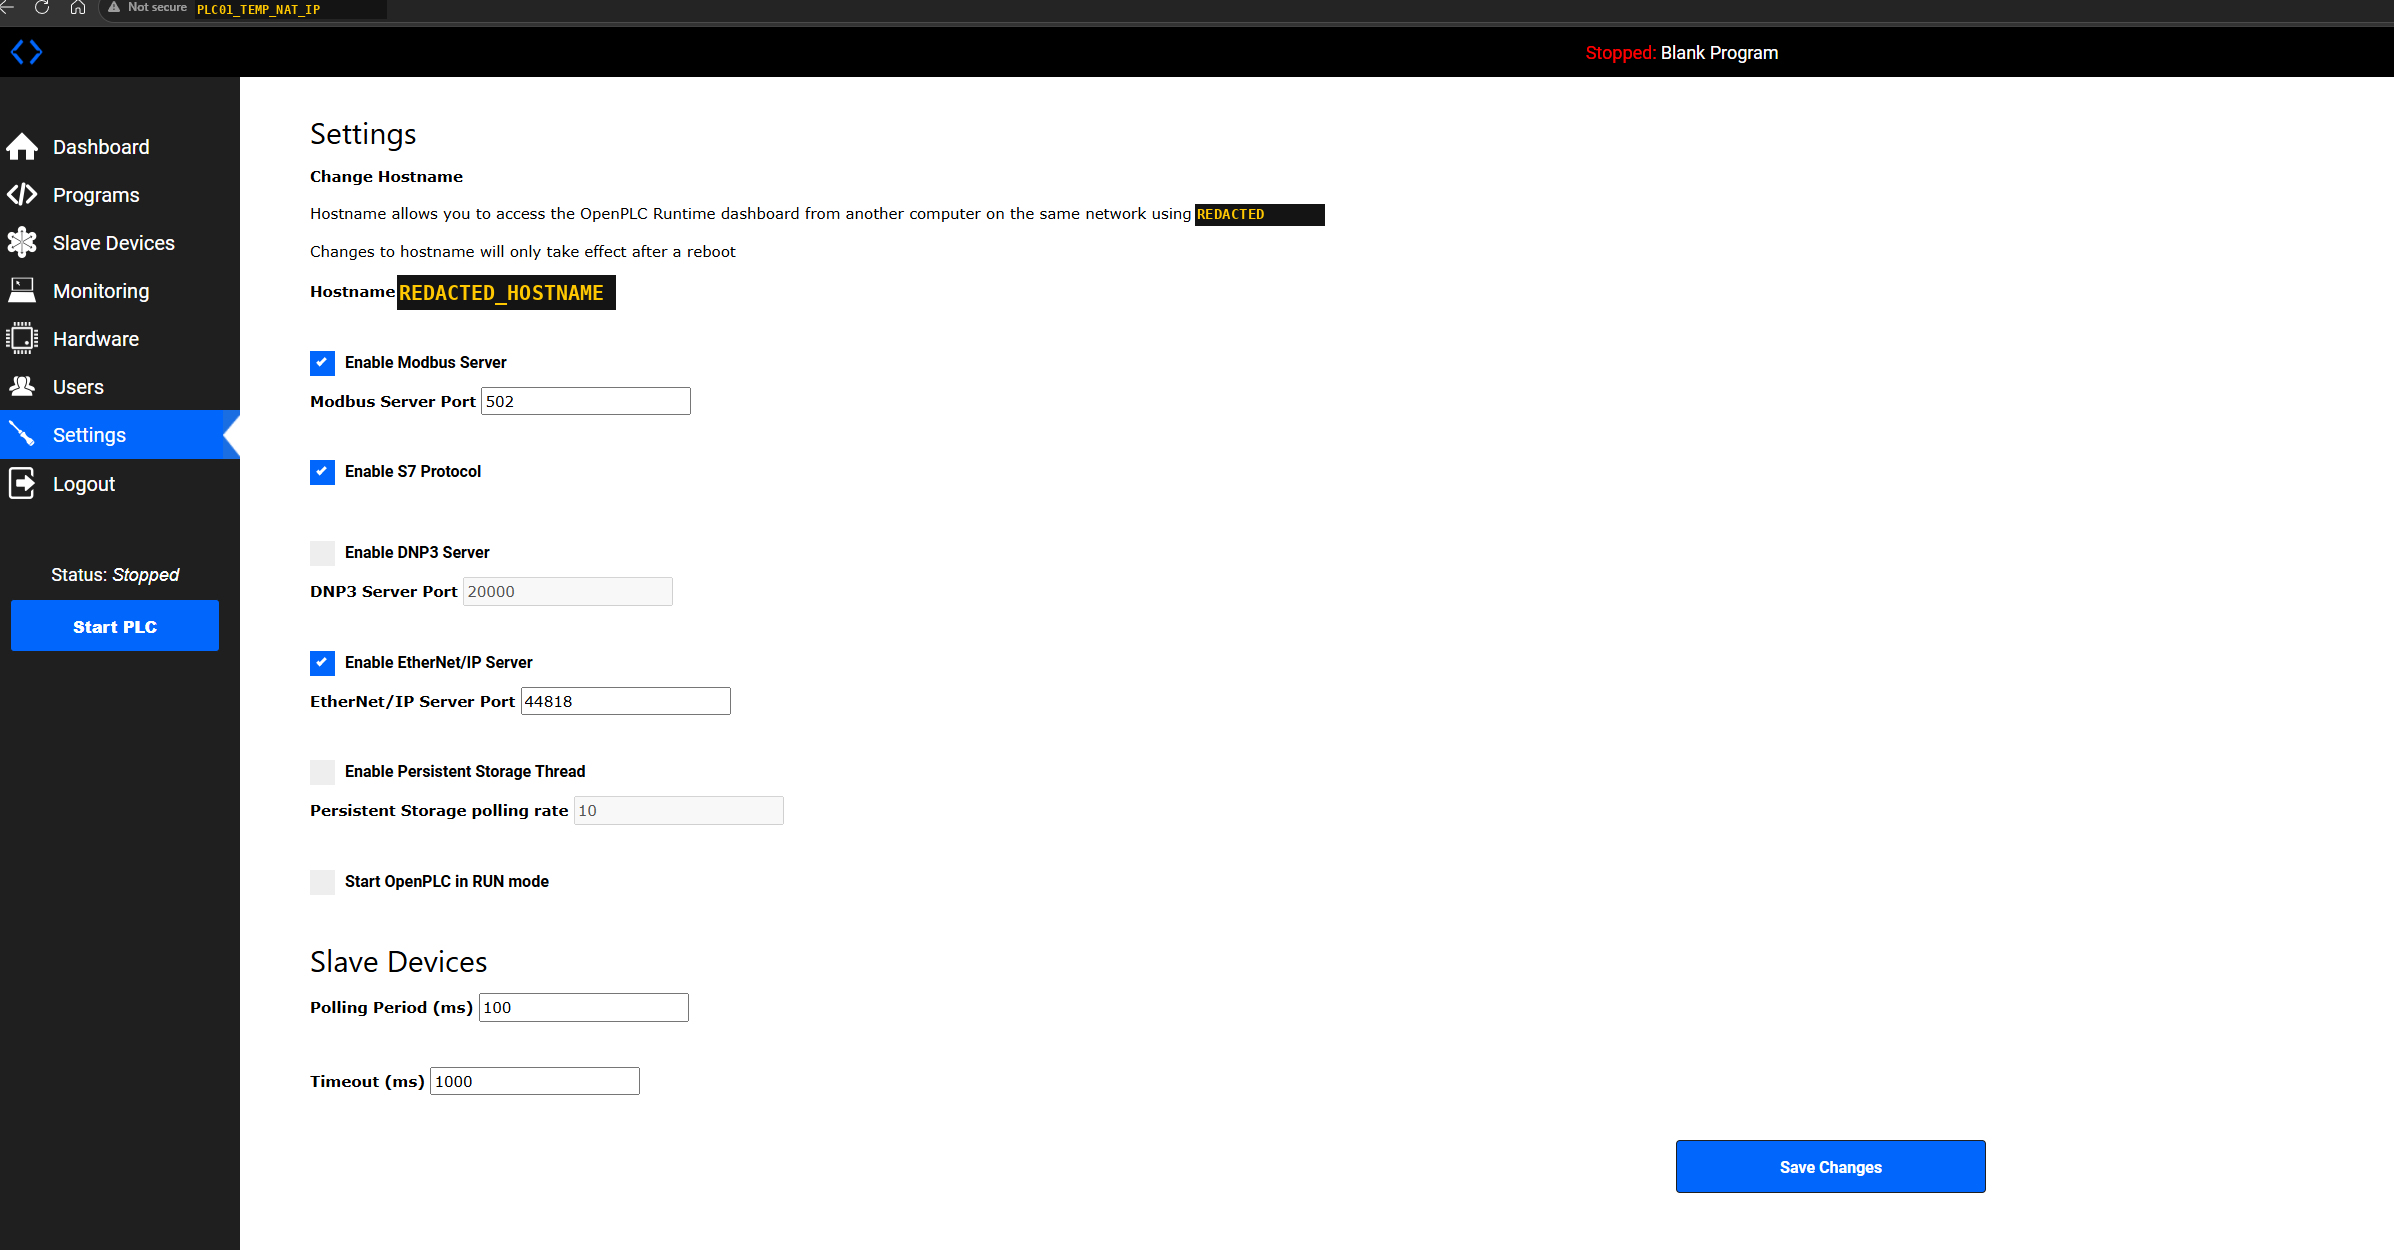 Not secure PLC01_TEMP_NAT_IP
Stopped: Blank Program
Dashboard
Programs
Slave Devices
Monitoring
Hardware
Users
Settings
Logout
Status: Stopped
Start PLC
Settings
Change Hostname
Hostname allows you to access the OpenPLC Runtime dashboard from another computer on the same network using REDACTED
Changes to hostname will only take effect after a reboot
Hostname REDACTED_HOSTNAME
Enable Modbus Server
Modbus Server Port 502
Enable S7 Protocol
Enable DNP3 Server
DNP3 Server Port 20000
Enable EtherNet/IP Server
EtherNet/IP Server Port 44818
Enable Persistent Storage Thread
Persistent Storage polling rate 10
Start OpenPLC in RUN mode
Slave Devices
Polling Period (ms) 100
Timeout (ms) 1000
Save Changes